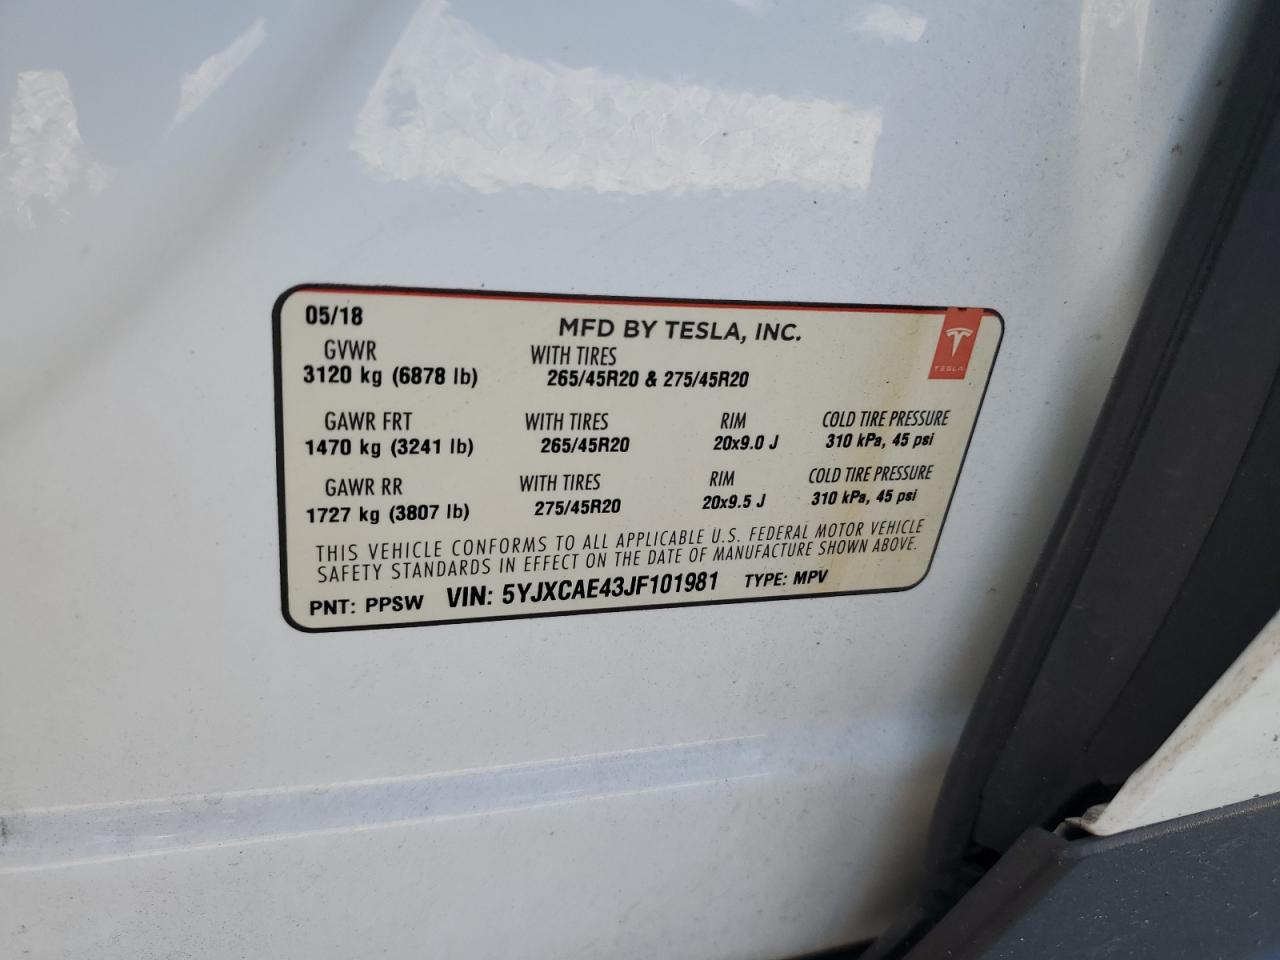 05/18
MFD BY TESLA, INC.
TESLA
GVWR WITH TIRES
3120 kg (6878 lb) 265/45R20 & 275/45R20
GAWR FRT WITH TIRES RIM COLD TIRE PRESSURE
1470 kg (3241 lb) 265/45R20 20x9.0 J 310 kPa, 45 psi
GAWR RR WITH TIRES RIM COLD TIRE PRESSURE
1727 kg (3807 lb) 275/45R20 20x9.5 J 310 kPa, 45 psi
THIS VEHICLE CONFORMS TO ALL APPLICABLE U.S. FEDERAL MOTOR VEHICLE
SAFETY STANDARDS IN EFFECT ON THE DATE OF MANUFACTURE SHOWN ABOVE.
PNT: PPSW VIN: 5YJXCAE43JF101981 TYPE: MPV